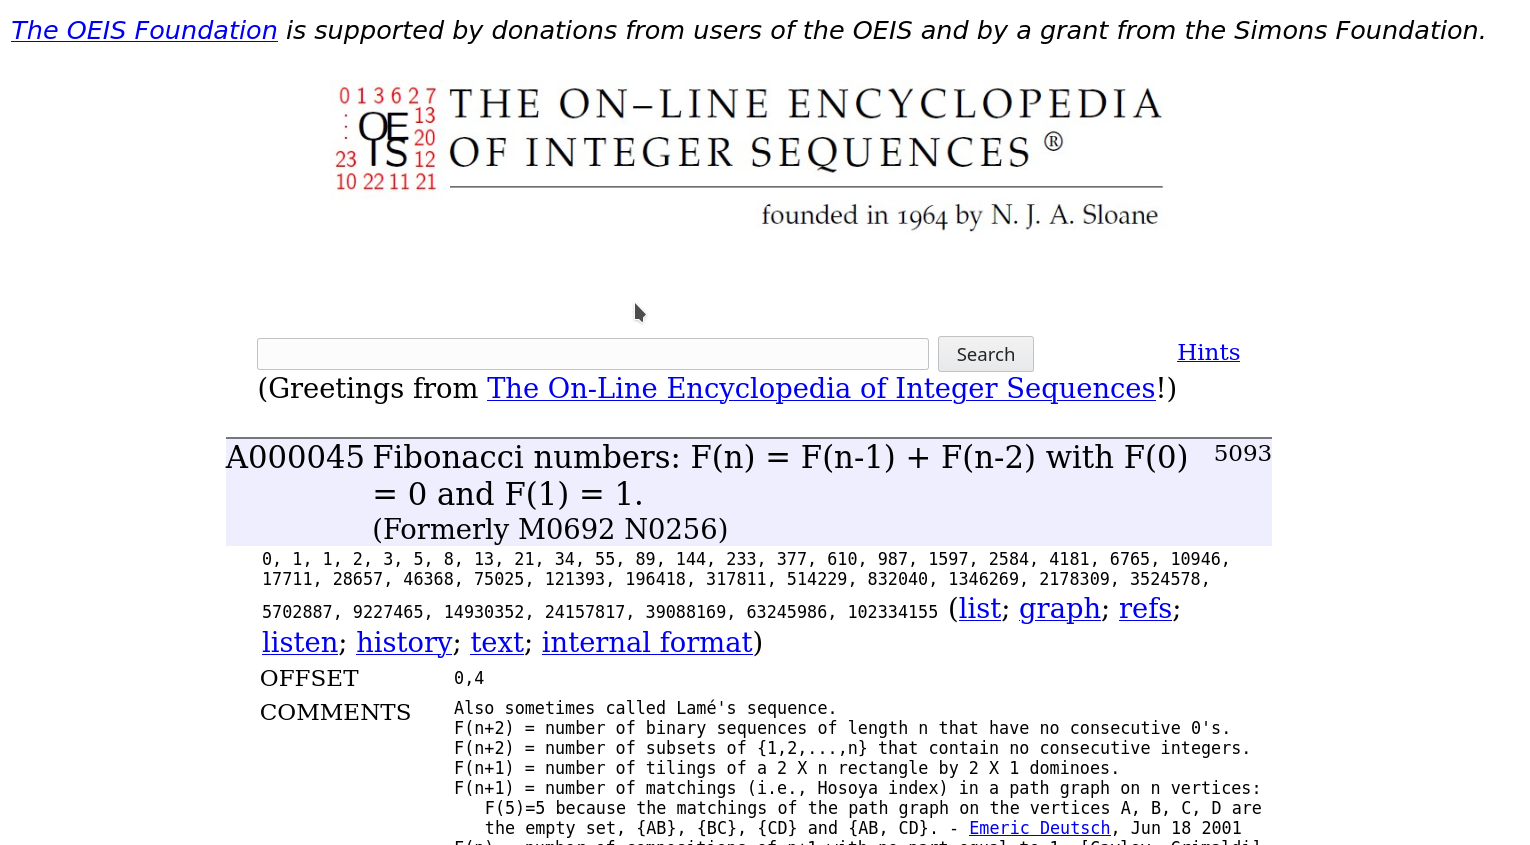 The OEIS Foundation is supported by donations from users of the OEIS and by a grant from the Simons Foundation.
0 1 3 6 2 7
: OE 13
: IS 20
23 12
10 22 11 21
THE ON–LINE ENCYCLOPEDIA
OF INTEGER SEQUENCES ®
founded in 1964 by N. J. A. Sloane
Search
Hints
(Greetings from The On-Line Encyclopedia of Integer Sequences!)
A000045 Fibonacci numbers: F(n) = F(n-1) + F(n-2) with F(0) 5093
= 0 and F(1) = 1.
(Formerly M0692 N0256)
0, 1, 1, 2, 3, 5, 8, 13, 21, 34, 55, 89, 144, 233, 377, 610, 987, 1597, 2584, 4181, 6765, 10946,
17711, 28657, 46368, 75025, 121393, 196418, 317811, 514229, 832040, 1346269, 2178309, 3524578,
5702887, 9227465, 14930352, 24157817, 39088169, 63245986, 102334155 (list; graph; refs;
listen; history; text; internal format)
OFFSET 0,4
COMMENTS Also sometimes called Lamé's sequence.
F(n+2) = number of binary sequences of length n that have no consecutive 0's.
F(n+2) = number of subsets of {1,2,...,n} that contain no consecutive integers.
F(n+1) = number of tilings of a 2 X n rectangle by 2 X 1 dominoes.
F(n+1) = number of matchings (i.e., Hosoya index) in a path graph on n vertices:
F(5)=5 because the matchings of the path graph on the vertices A, B, C, D are
the empty set, {AB}, {BC}, {CD} and {AB, CD}. - Emeric Deutsch, Jun 18 2001